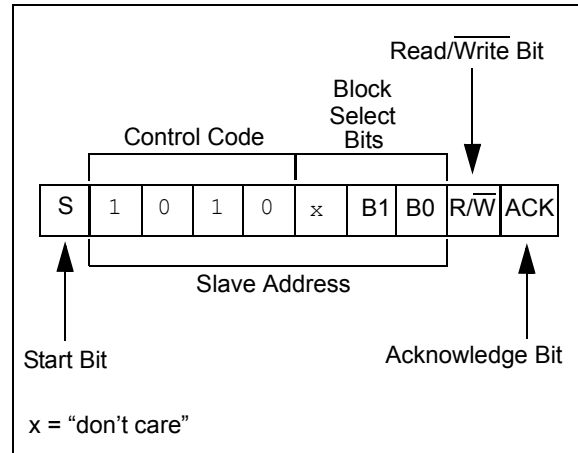 Read/Write Bit
Block
Select
Bits
Control Code
S 1 0 1 0 x B1 B0 R/W ACK
Slave Address
Start Bit
Acknowledge Bit
x = “don’t care”